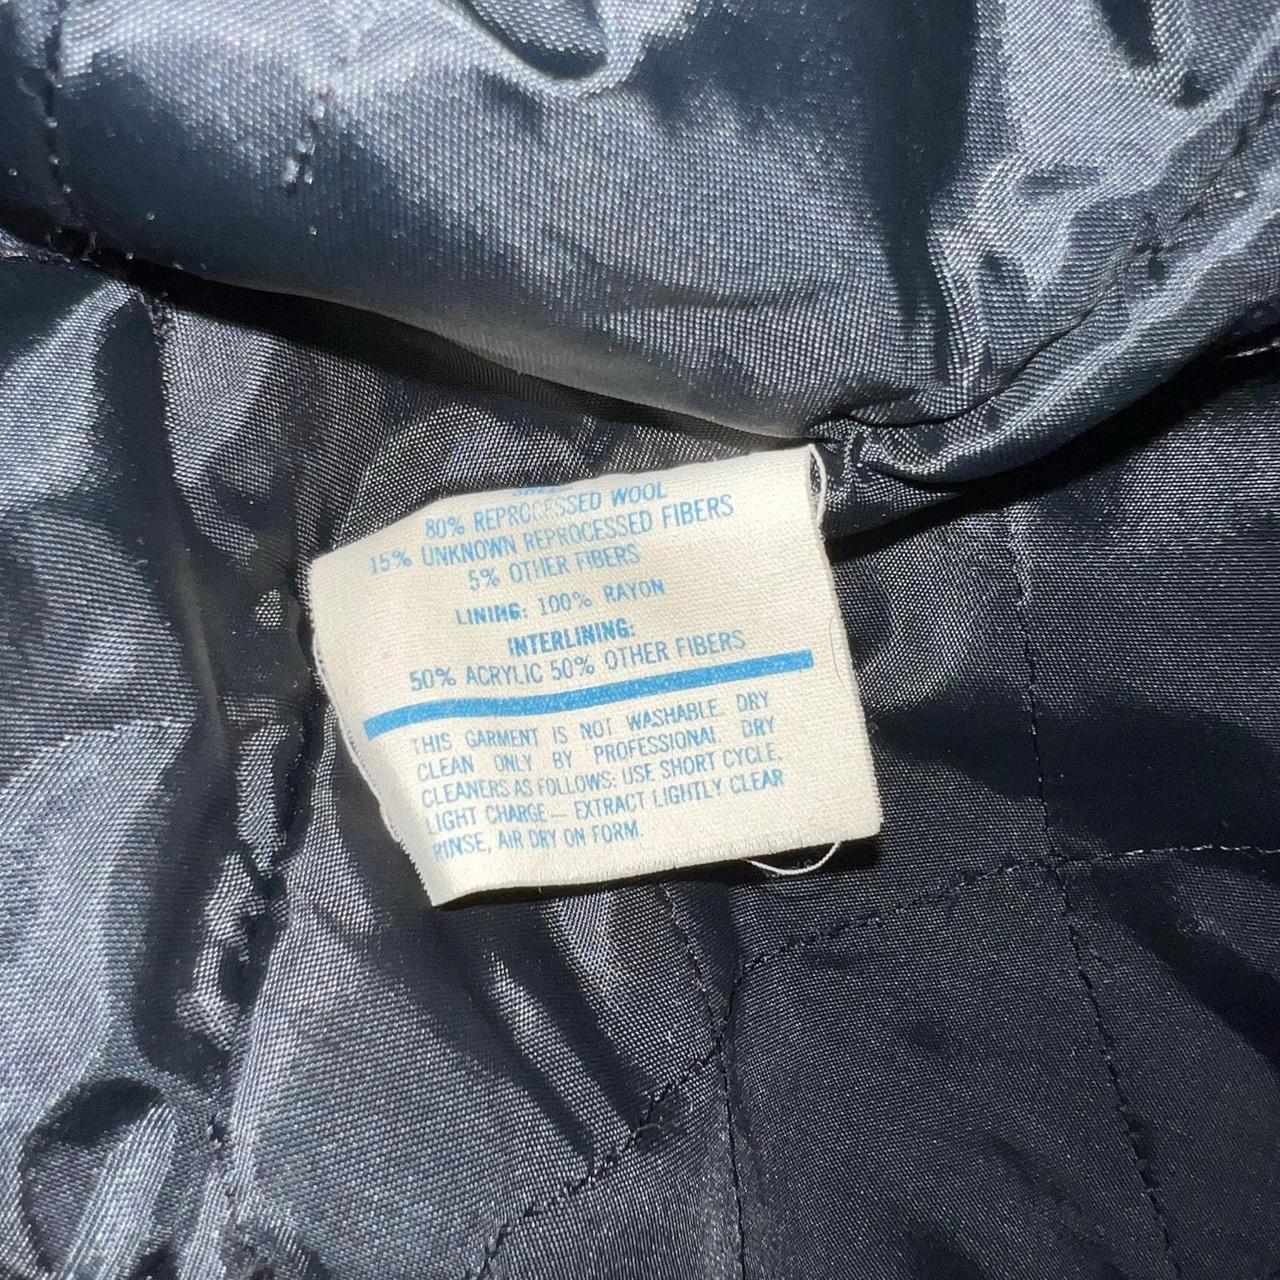 80% REPROCESSED WOOL
15% UNKNOWN REPROCESSED FIBERS
5% OTHER FIBERS
LINING: 100% RAYON
INTERLINING:
50% ACRYLIC 50% OTHER FIBERS
THIS GARMENT IS NOT WASHABLE. DRY
CLEAN ONLY BY PROFESSIONAL DRY
CLEANERS AS FOLLOWS: USE SHORT CYCLE,
LIGHT CHARGE — EXTRACT LIGHTLY CLEAR
RINSE, AIR DRY ON FORM.